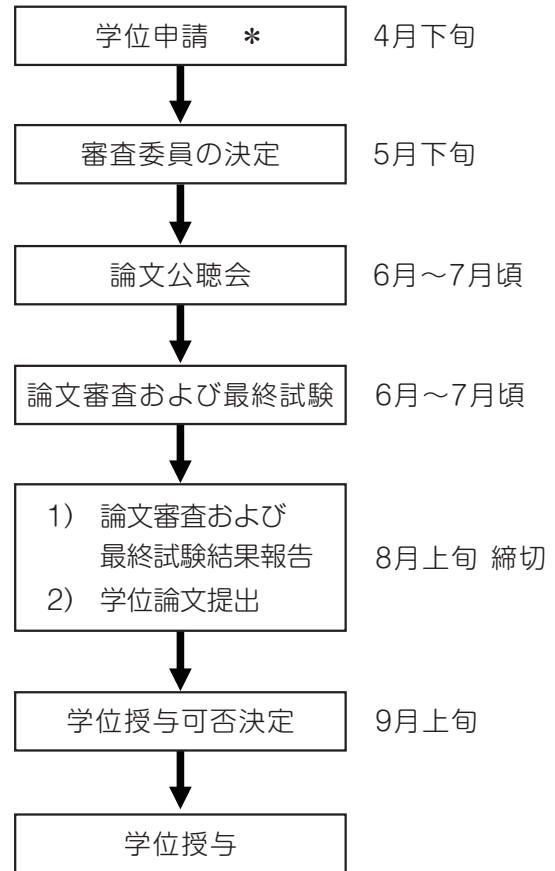 学位申請 * 4月下旬
審査委員の決定 5月下旬
論文公聴会 6月～7月頃
論文審査および最終試験 6月～7月頃
1) 論文審査および
最終試験結果報告 8月上旬 締切
2) 学位論文提出
学位授与可否決定 9月上旬
学位授与